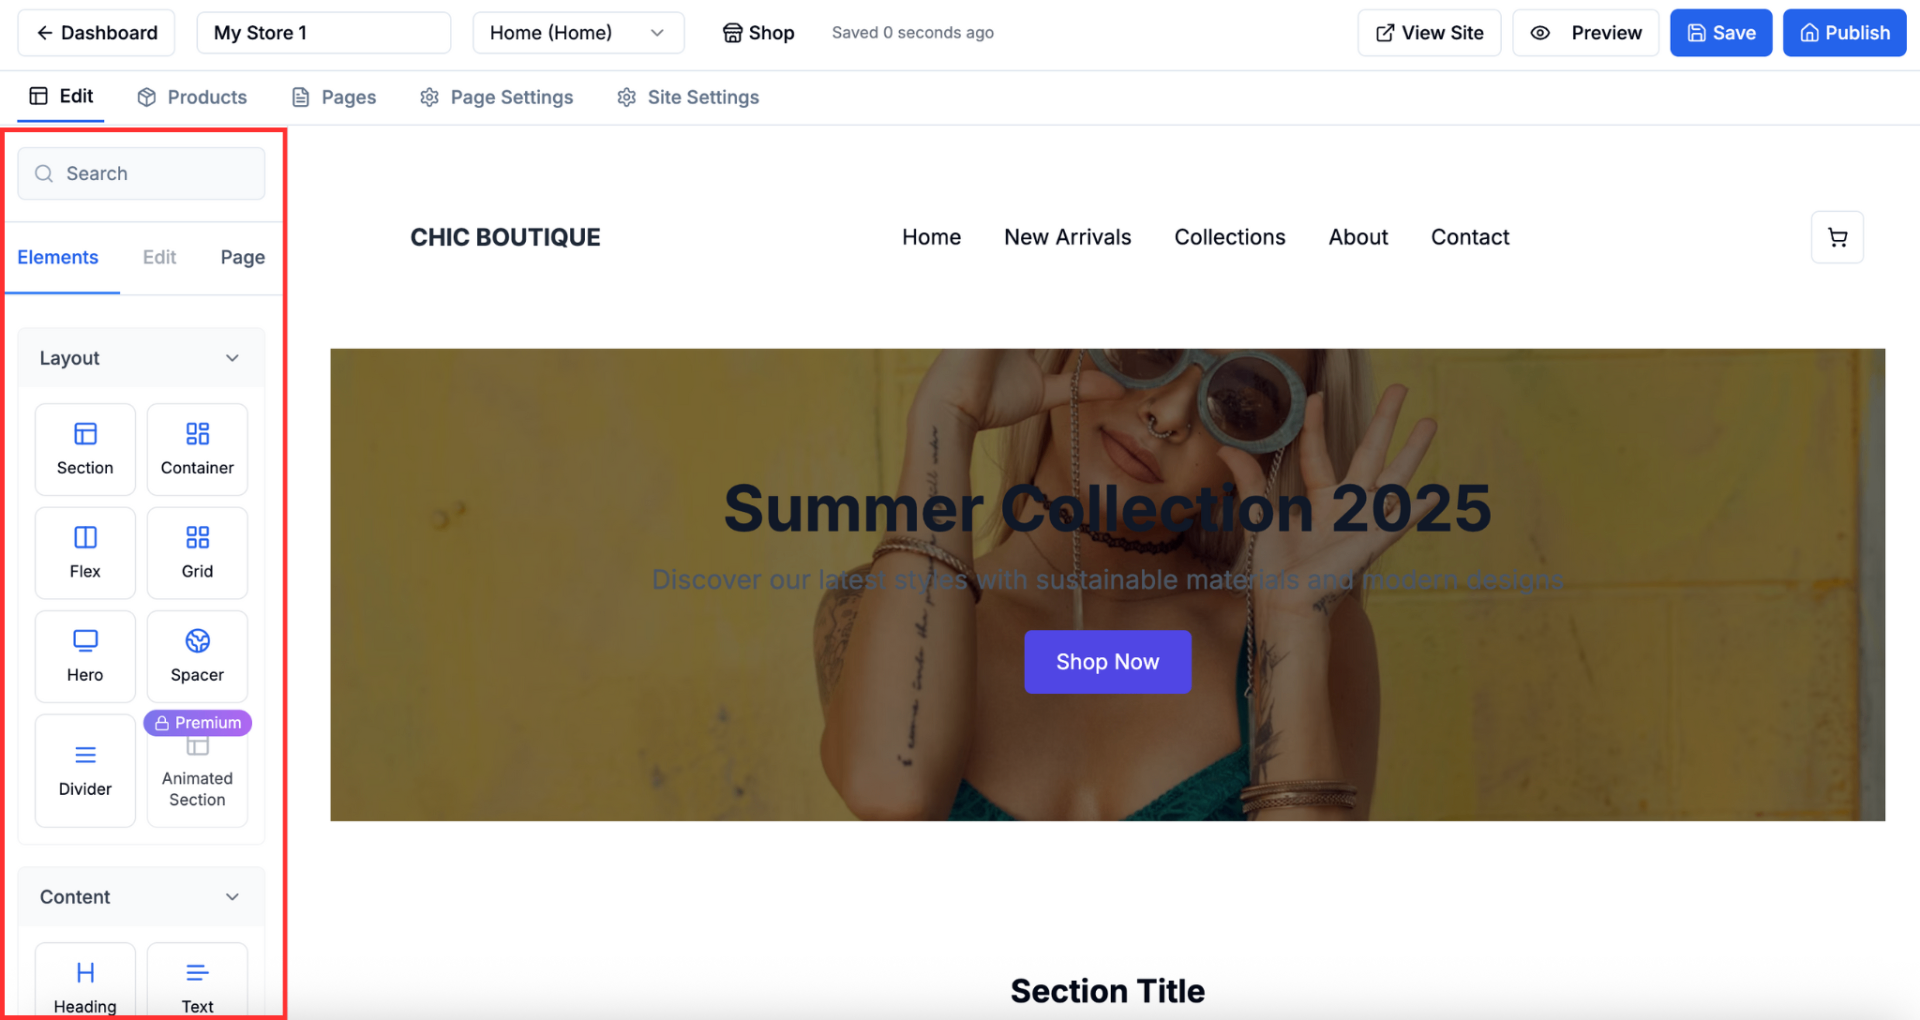 Dashboard
My Store 1
Home (Home)
Shop
Saved 0 seconds ago
View Site
Preview
Save
Publish
Edit
Products
Pages
Page Settings
Site Settings
Search
Elements
Edit
Page
Layout
Section
Container
Flex
Grid
Hero
Spacer
Divider
Premium
Animated
Section
Content
Heading
Text
CHIC BOUTIQUE
Home
New Arrivals
Collections
About
Contact
Summer Collection 2025
Discover our latest styles with sustainable materials and modern designs
Shop Now
Section Title